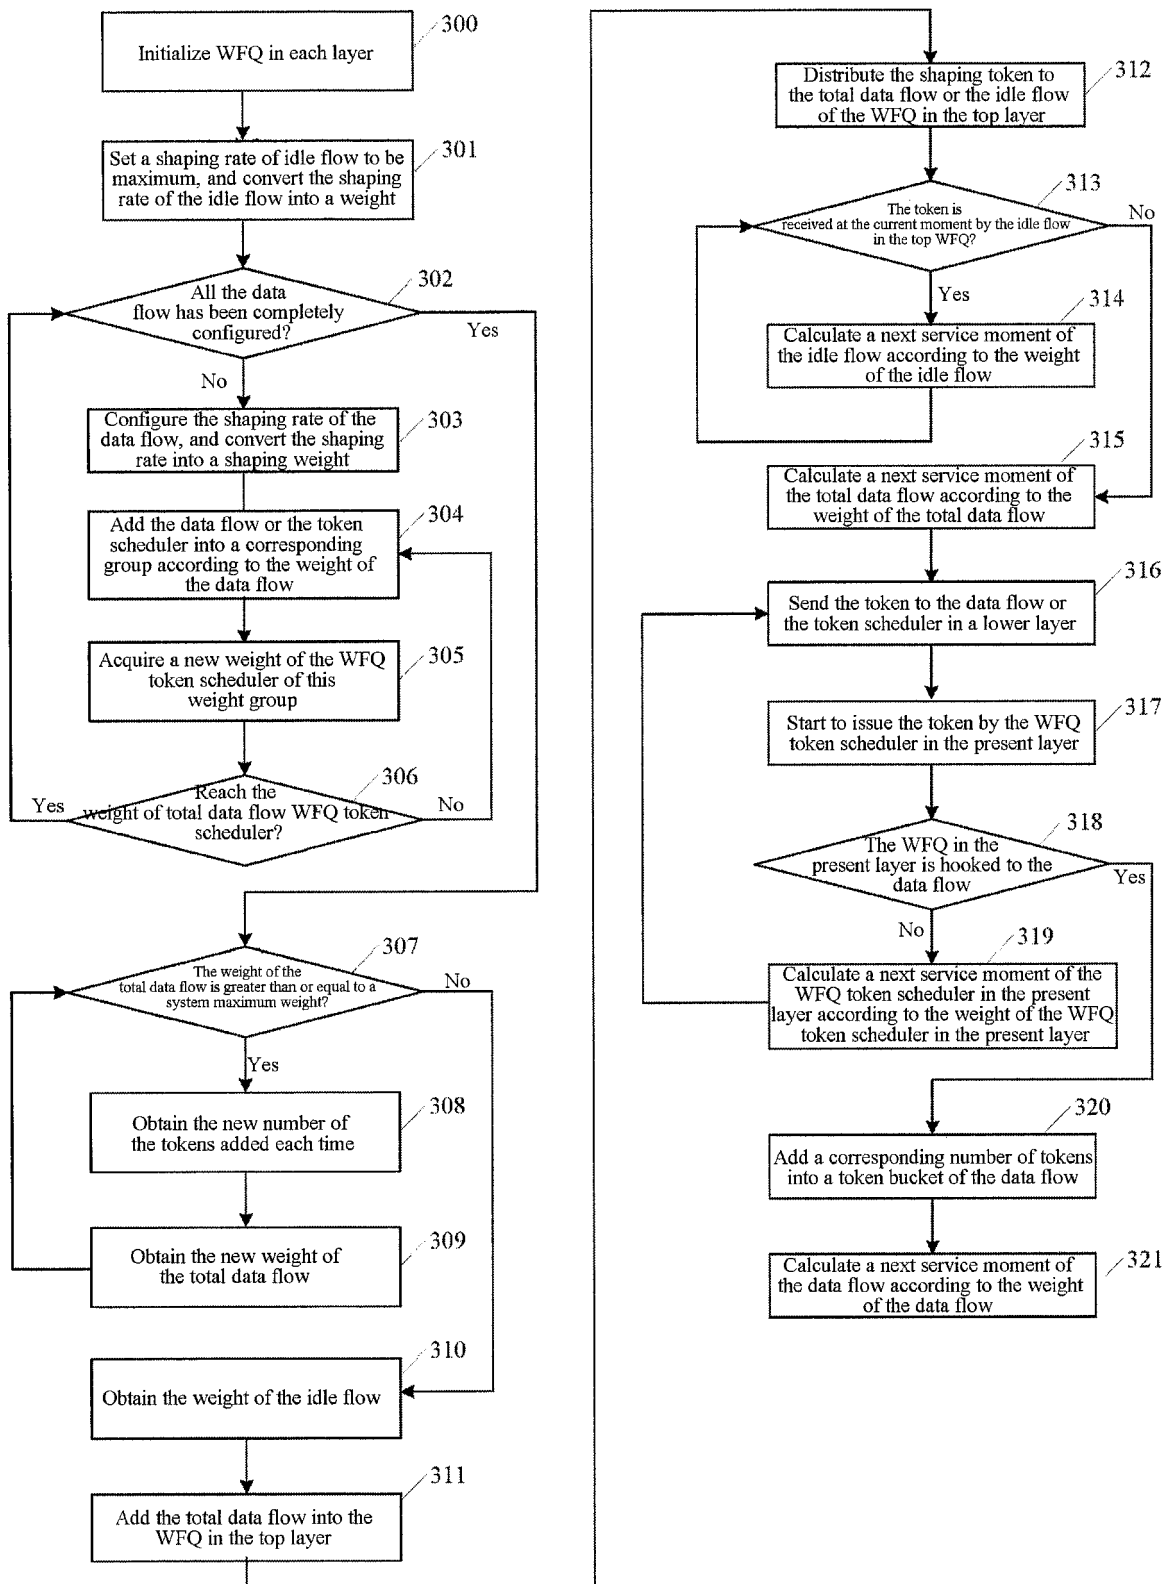 300
Initialize WFQ in each layer
301
Set a shaping rate of idle flow to be
maximum, and convert the shaping
rate of the idle flow into a weight
302
All the data
flow has been completely
configured?
Yes
No
303
Configure the shaping rate of the
data flow, and convert the shaping
rate into a shaping weight
304
Add the data flow or the token
scheduler into a corresponding
group according to the weight of
the data flow
305
Acquire a new weight of the WFQ
token scheduler of this
weight group
306
Reach the
weight of total data flow WFQ token
scheduler?
Yes
No
307
The weight of the
total data flow is greater than or equal to a
system maximum weight?
No
Yes
308
Obtain the new number of
the tokens added each time
309
Obtain the new weight of
the total data flow
310
Obtain the weight of the idle flow
311
Add the total data flow into the
WFQ in the top layer
312
Distribute the shaping token to
the total data flow or the idle flow
of the WFQ in the top layer
313
The token is
received at the current moment by the idle flow
in the top WFQ?
No
Yes
314
Calculate a next service moment of
the idle flow according to the weight
of the idle flow
315
Calculate a next service moment of
the total data flow according to the
weight of the total data flow
316
Send the token to the data flow or
the token scheduler in a lower layer
317
Start to issue the token by the WFQ
token scheduler in the present layer
318
The WFQ in the
present layer is hooked to the
data flow
Yes
No
319
Calculate a next service moment of the
WFQ token scheduler in the present
layer according to the weight of the WFQ
token scheduler in the present layer
320
Add a corresponding number of tokens
into a token bucket of the data flow
321
Calculate a next service moment of
the data flow according to the weight
of the data flow